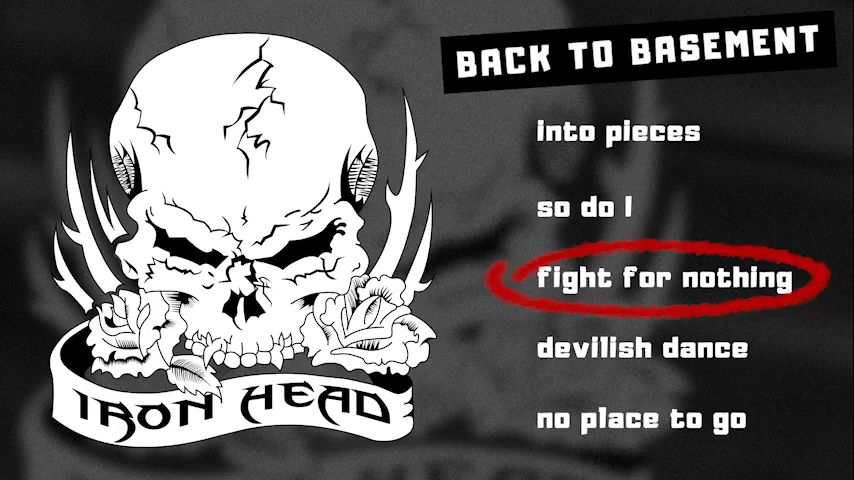 BACK TO BASEMENT
into pieces
so do I
fight for nothing
devilish dance
no place to go
IRON HEAD